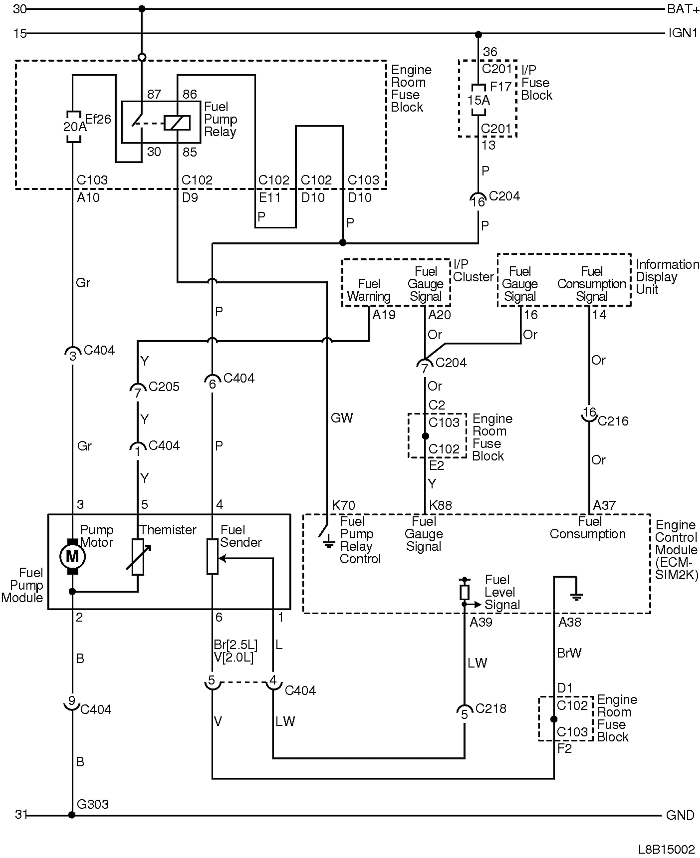 30
BAT+
15
IGN1
36
C201
F17
15A
C201
13
I/P
Fuse
Block
Engine
Room
Fuse
Block
87
86
Fuel
Pump
Relay
Ef26
20A
30
85
C103
C102
C102
C102
C103
A10
D9
E11
D10
D10
P
P
P
16
C204
P
Gr
P
Fuel
Warning
Fuel
Gauge
Signal
I/P
Cluster
Fuel
Gauge
Signal
Fuel
Consumption
Signal
Information
Display
Unit
A19
A20
16
14
Or
Or
Or
7
C204
Or
3
C404
Y
7
C205
6
C404
Y
1
C404
Y
Gr
P
GW
C2
C103
C102
E2
Y
Engine
Room
Fuse
Block
16
C216
Or
3
5
4
K70
K88
A37
Pump
Motor
M
Themister
Fuel
Sender
Fuel
Pump
Module
Fuel
Pump
Relay
Control
Fuel
Gauge
Signal
Fuel
Consumption
Engine
Control
Module
(ECM-
SIM2K)
Fuel
Level
Signal
2
6
1
A39
A38
B
Br[2.5L]
V[2.0L]
L
LW
BrW
9
C404
5
4
C404
V
LW
5
C218
D1
C102
C103
F2
Engine
Room
Fuse
Block
B
G303
31
GND
L8B15002